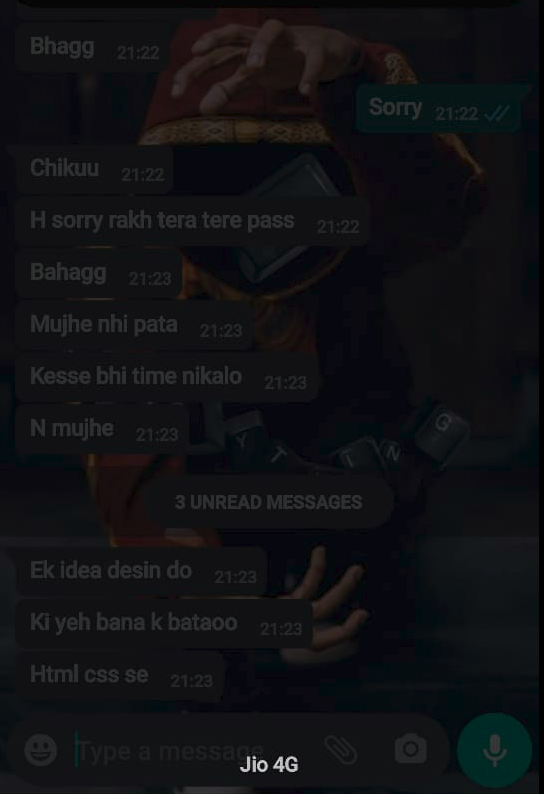 Bhagg 21:22
Sorry 21:22
Chikuu 21:22
H sorry rakh tera tere pass 21:22
Bahagg 21:23
Mujhe nhi pata 21:23
Kesse bhi time nikalo 21:23
N mujhe 21:23
Y T T N G
3 UNREAD MESSAGES
Ek idea desin do 21:23
Ki yeh bana k bataoo 21:23
Html css se 21:23
Type a message
Jio 4G